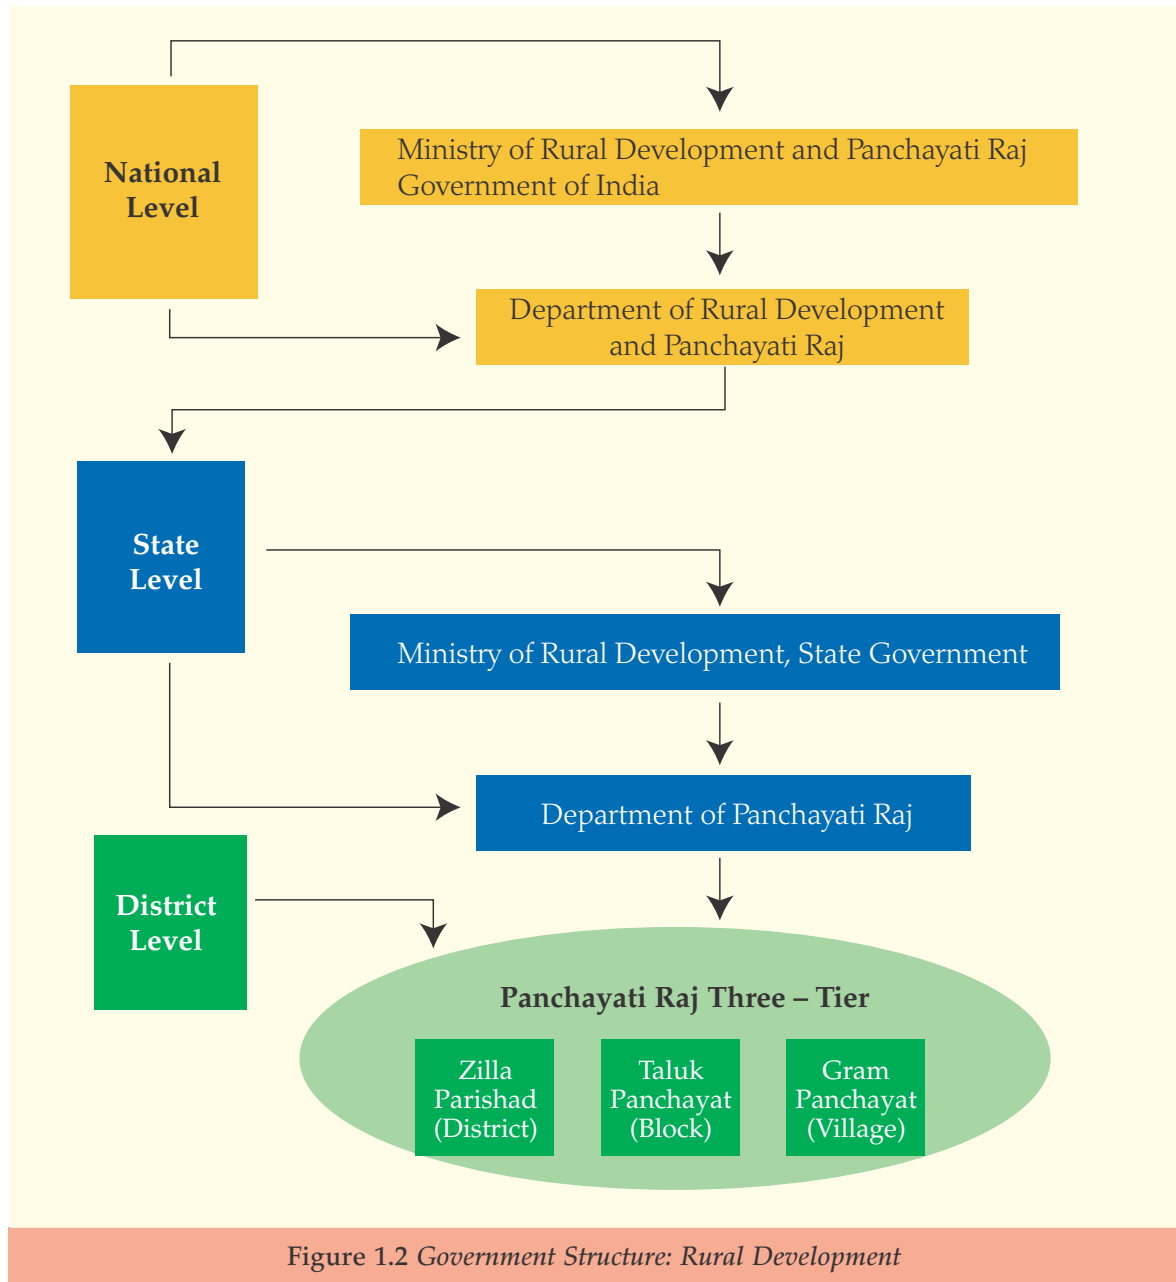 National
Level
Ministry of Rural Development and Panchayati Raj
Government of India
Department of Rural Development
and Panchayati Raj
State
Level
Ministry of Rural Development, State Government
Department of Panchayati Raj
District
Level
Panchayati Raj Three – Tier
Zilla
Parishad
(District)
Taluk
Panchayat
(Block)
Gram
Panchayat
(Village)
Figure 1.2 Government Structure: Rural Development